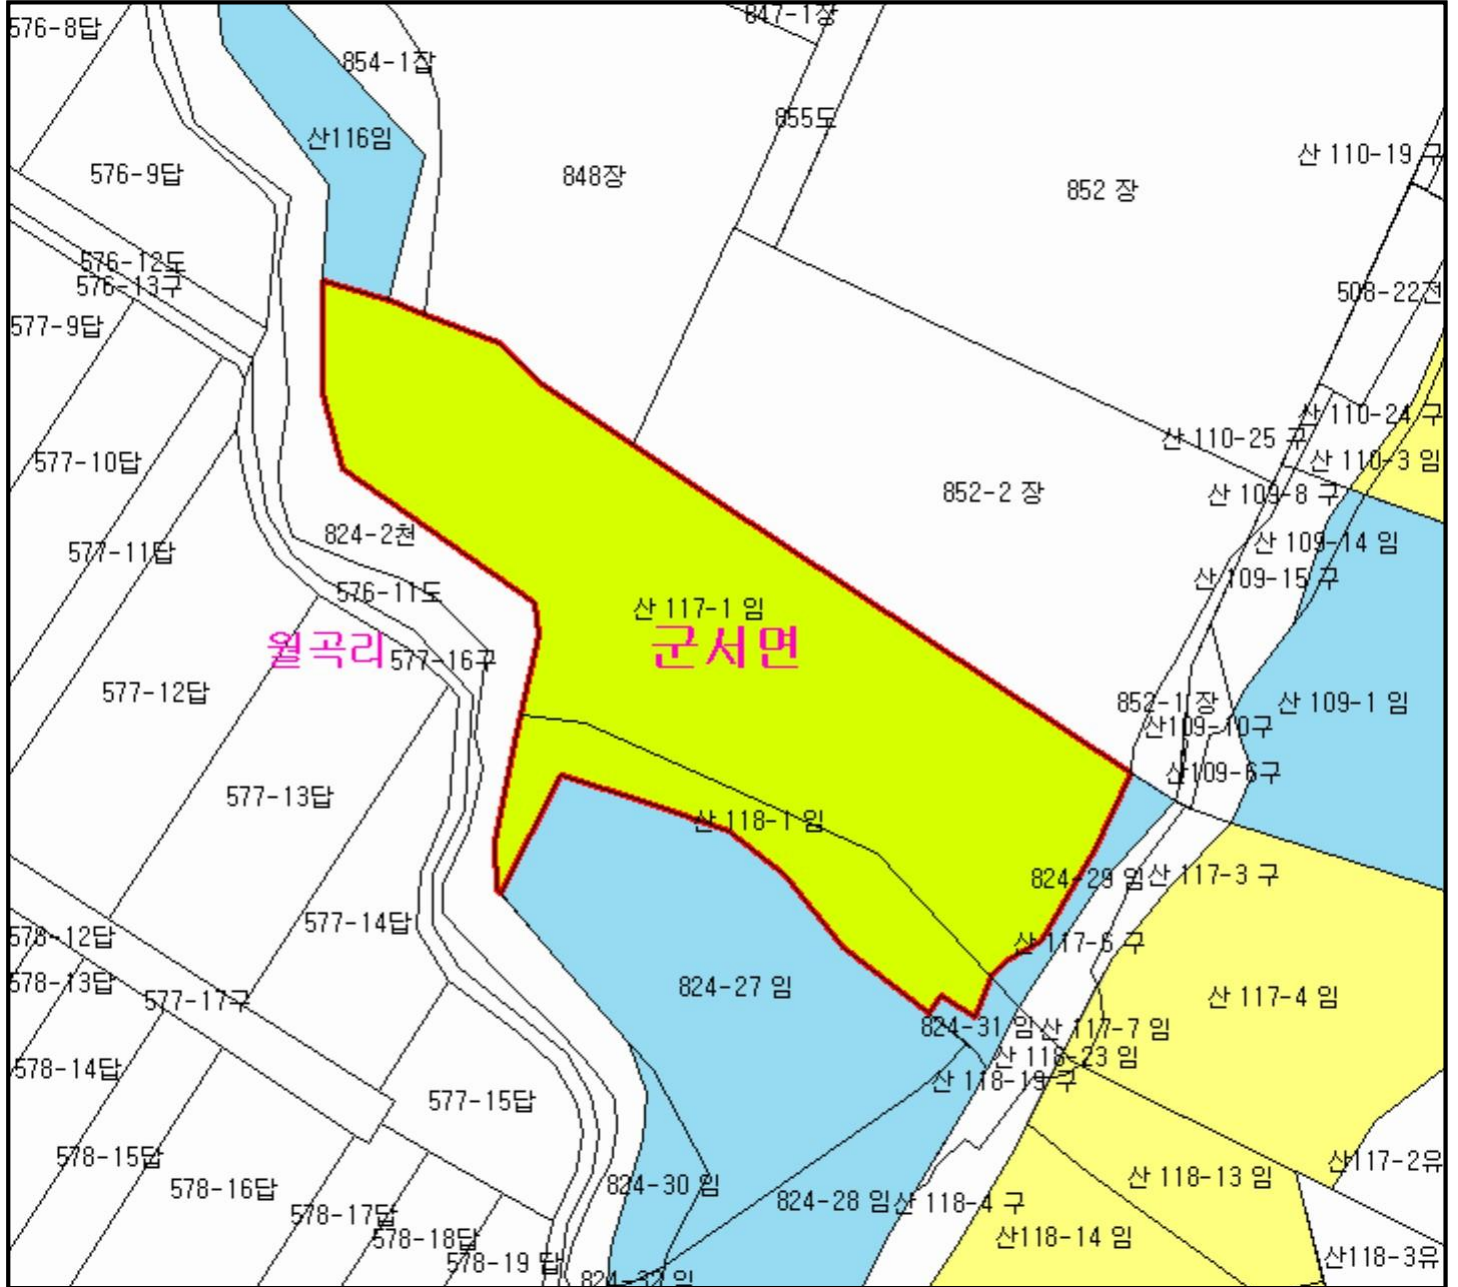 847-1장
576-8답
854-1잡
855도
산116임
산 110-19 구
576-9답
848장
852 장
576-12도
576-13구
508-22전
577-9답
산 110-24 구
산 110-25 구
577-10답
산 110-3 임
852-2 장
산 109-8 구
824-2천
산 109-14 임
577-11답
산 109-15 구
576-11도
산 117-1 임
월곡리
군서면
577-16구
577-12답
852-1 장
산 109-1 임
산109-10구
산109-6구
577-13답
산 118-1 임
824-29 임
산 117-3 구
577-14답
578-12답
산 117-6 구
578-13답
824-27 임
577-17구
산 117-4 임
824-31 임
산 117-7 임
산 118-23 임
578-14답
산 118-19 구
577-15답
578-15답
산117-2유
산 118-13 임
578-16답
824-30 임
824-28 임
산 118-4 구
578-17답
578-18답
산118-14 임
578-19 답
산118-3유
824-32 임